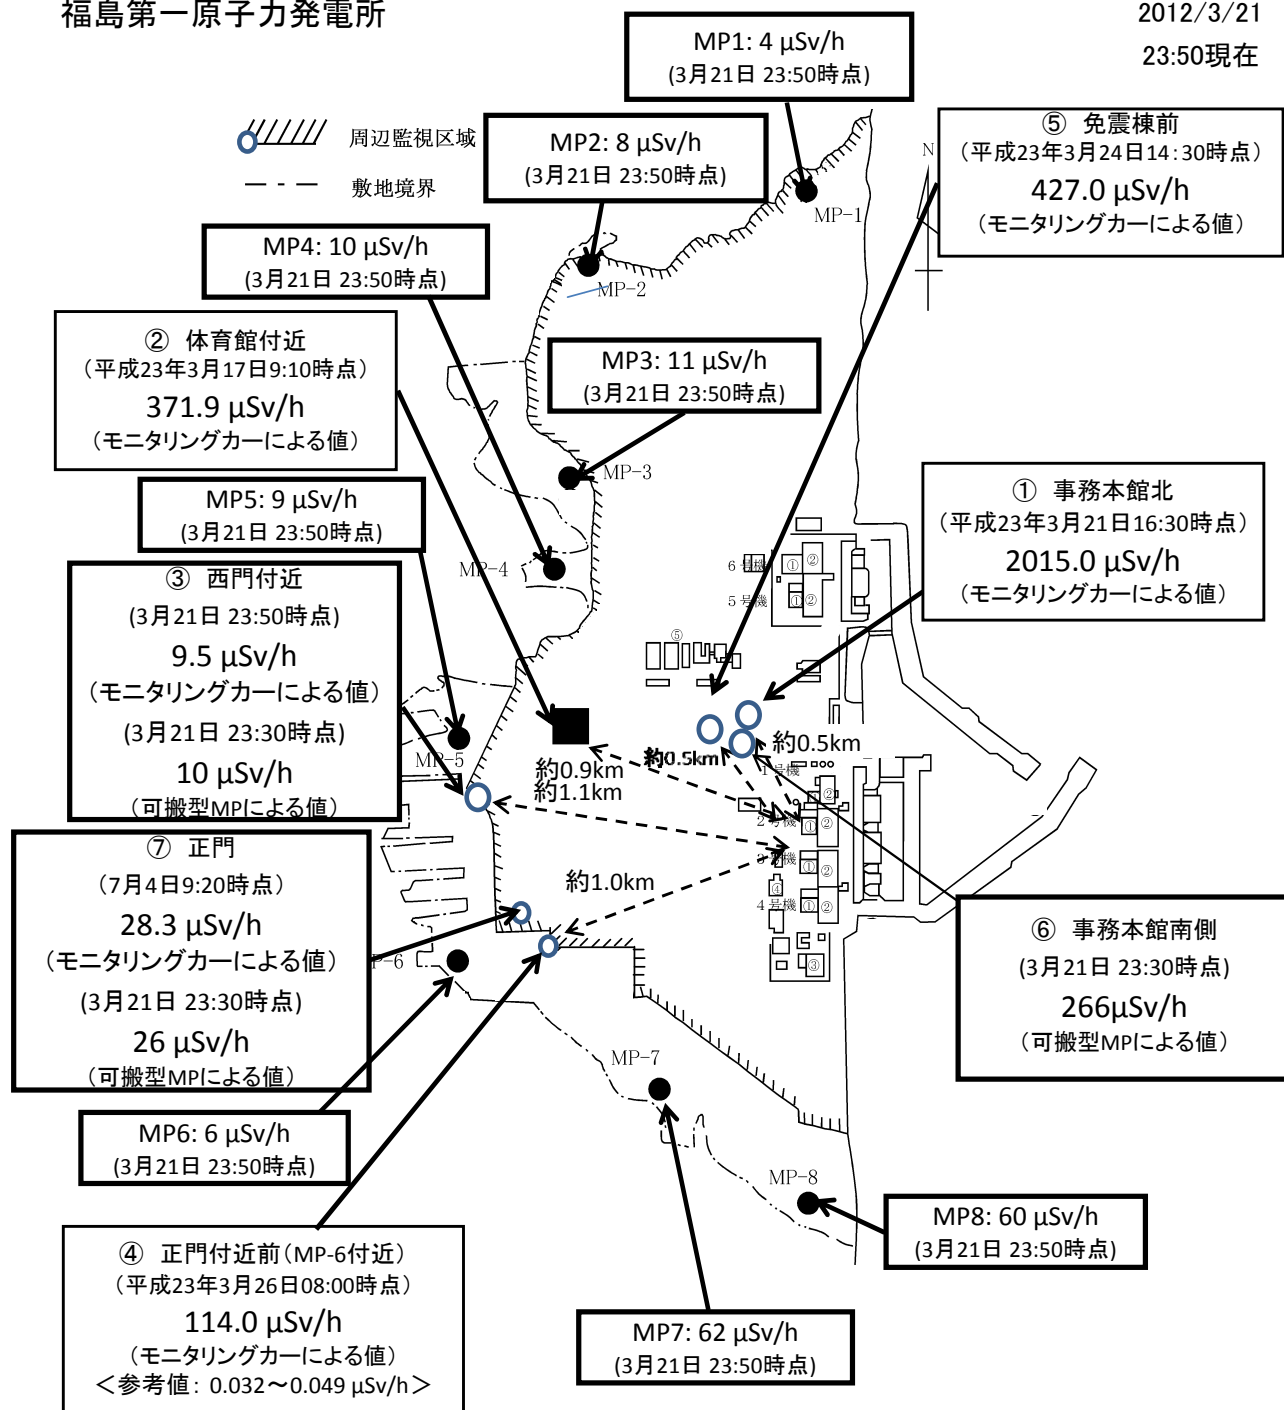 福島第一原子力発電所
2012/3/21
23:50現在
MP1: 4 μSv/h
(3月21日 23:50時点)
周辺監視区域
敷地境界
MP2: 8 μSv/h
(3月21日 23:50時点)
⑤ 免震棟前
(平成23年3月24日14:30時点)
427.0 μSv/h
(モニタリングカーによる値)
N
MP-1
MP4: 10 μSv/h
(3月21日 23:50時点)
MP-2
② 体育館付近
(平成23年3月17日9:10時点)
371.9 μSv/h
(モニタリングカーによる値)
MP3: 11 μSv/h
(3月21日 23:50時点)
MP-3
MP5: 9 μSv/h
(3月21日 23:50時点)
① 事務本館北
(平成23年3月21日16:30時点)
2015.0 μSv/h
(モニタリングカーによる値)
MP-4
③ 西門付近
(3月21日 23:50時点)
9.5 μSv/h
(モニタリングカーによる値)
(3月21日 23:30時点)
10 μSv/h
(可搬型MPによる値)
6号機
① ②
5号機
① ②
⑤
MP-5
約0.9km
約1.1km
約0.5km
約0.5km
1号機
① ②
2号機
① ②
3号機
① ②
④
4号機
① ②
③
約1.0km
⑦ 正門
(7月4日9:20時点)
28.3 μSv/h
(モニタリングカーによる値)
(3月21日 23:30時点)
26 μSv/h
(可搬型MPによる値)
P-6
⑥ 事務本館南側
(3月21日 23:30時点)
266μSv/h
(可搬型MPによる値)
MP-7
MP6: 6 μSv/h
(3月21日 23:50時点)
MP-8
MP8: 60 μSv/h
(3月21日 23:50時点)
④ 正門付近前(MP-6付近)
(平成23年3月26日08:00時点)
114.0 μSv/h
(モニタリングカーによる値)
<参考値: 0.032～0.049 μSv/h>
MP7: 62 μSv/h
(3月21日 23:50時点)